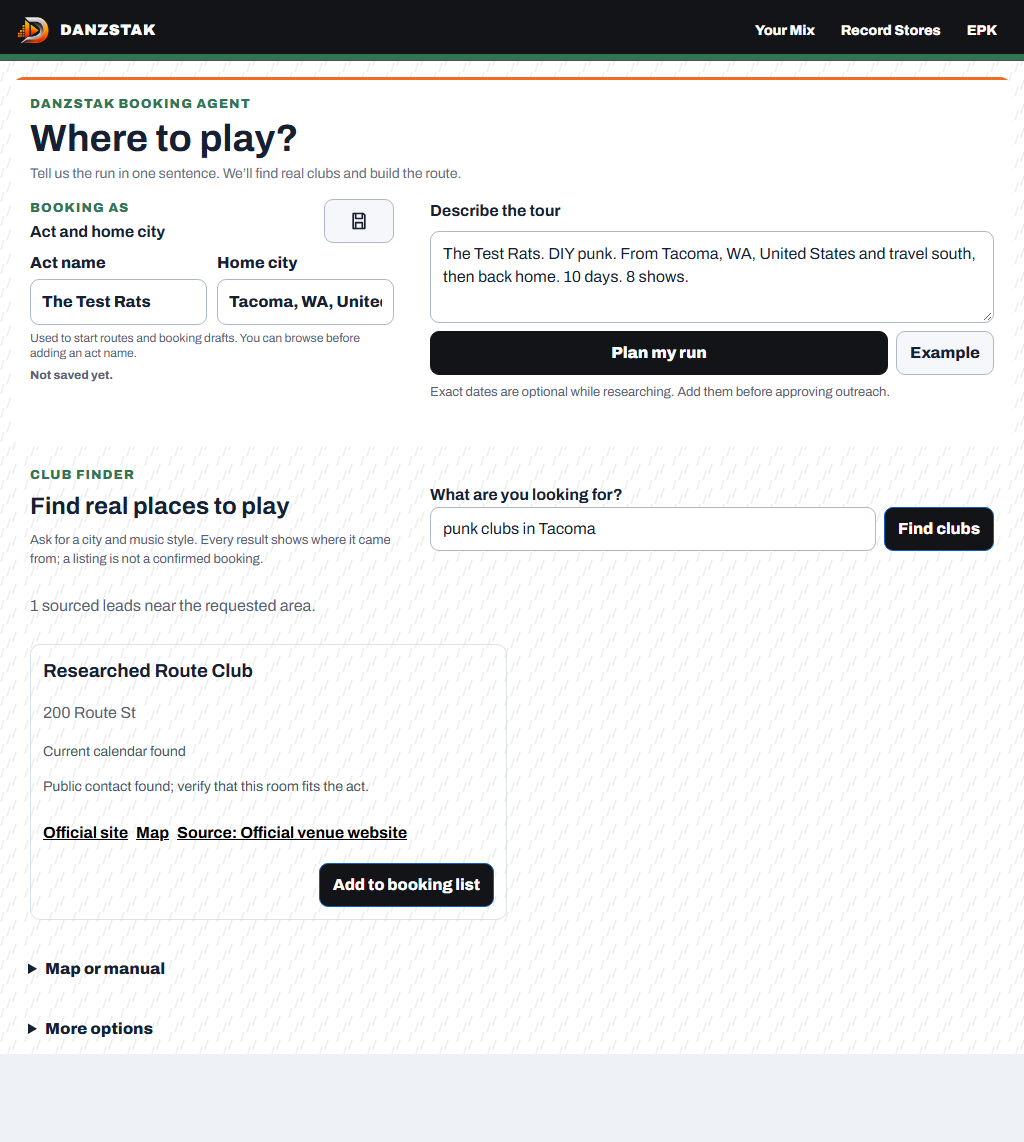 DANZSTAK
Your Mix
Record Stores
EPK
DANZSTAK BOOKING AGENT
Where to play?
Tell us the run in one sentence. We'll find real clubs and build the route.
BOOKING AS
Act and home city
Act name
Home city
The Test Rats
Tacoma, WA, Unite
Used to start routes and booking drafts. You can browse before
adding an act name.
Not saved yet.
Describe the tour
The Test Rats. DIY punk. From Tacoma, WA, United States and travel south,
then back home. 10 days. 8 shows.
Plan my run
Example
Exact dates are optional while researching. Add them before approving outreach.
CLUB FINDER
Find real places to play
Ask for a city and music style. Every result shows where it came
from; a listing is not a confirmed booking.
What are you looking for?
punk clubs in Tacoma
Find clubs
1 sourced leads near the requested area.
Researched Route Club
200 Route St
Current calendar found
Public contact found; verify that this room fits the act.
Official site Map Source: Official venue website
Add to booking list
Map or manual
More options